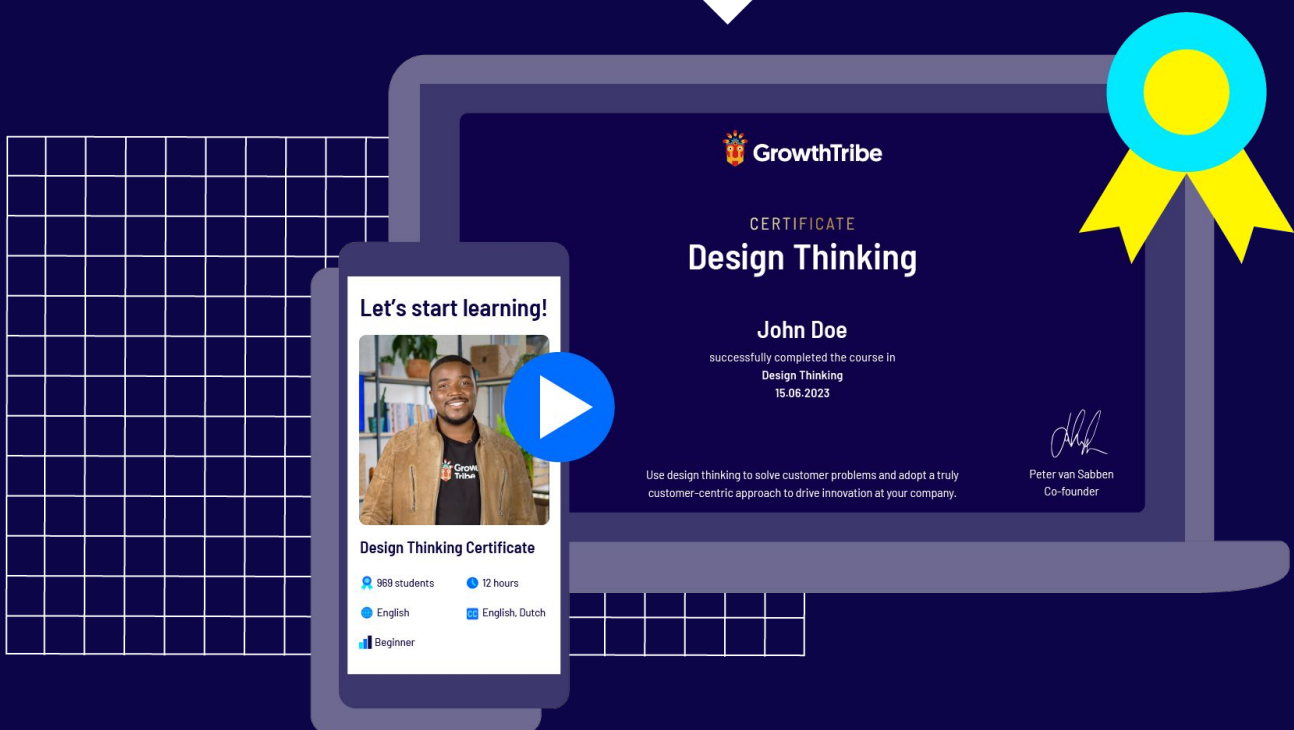 GrowthTribe
CERTIFICATE
Design Thinking
John Doe
successfully completed the course in
Design Thinking
15.06.2023
Use design thinking to solve customer problems and adopt a truly
customer-centric approach to drive innovation at your company.
Peter van Sabben
Co-founder
Let's start learning!
Tribe
Design Thinking Certificate
969 students
12 hours
English
CC English, Dutch
Beginner